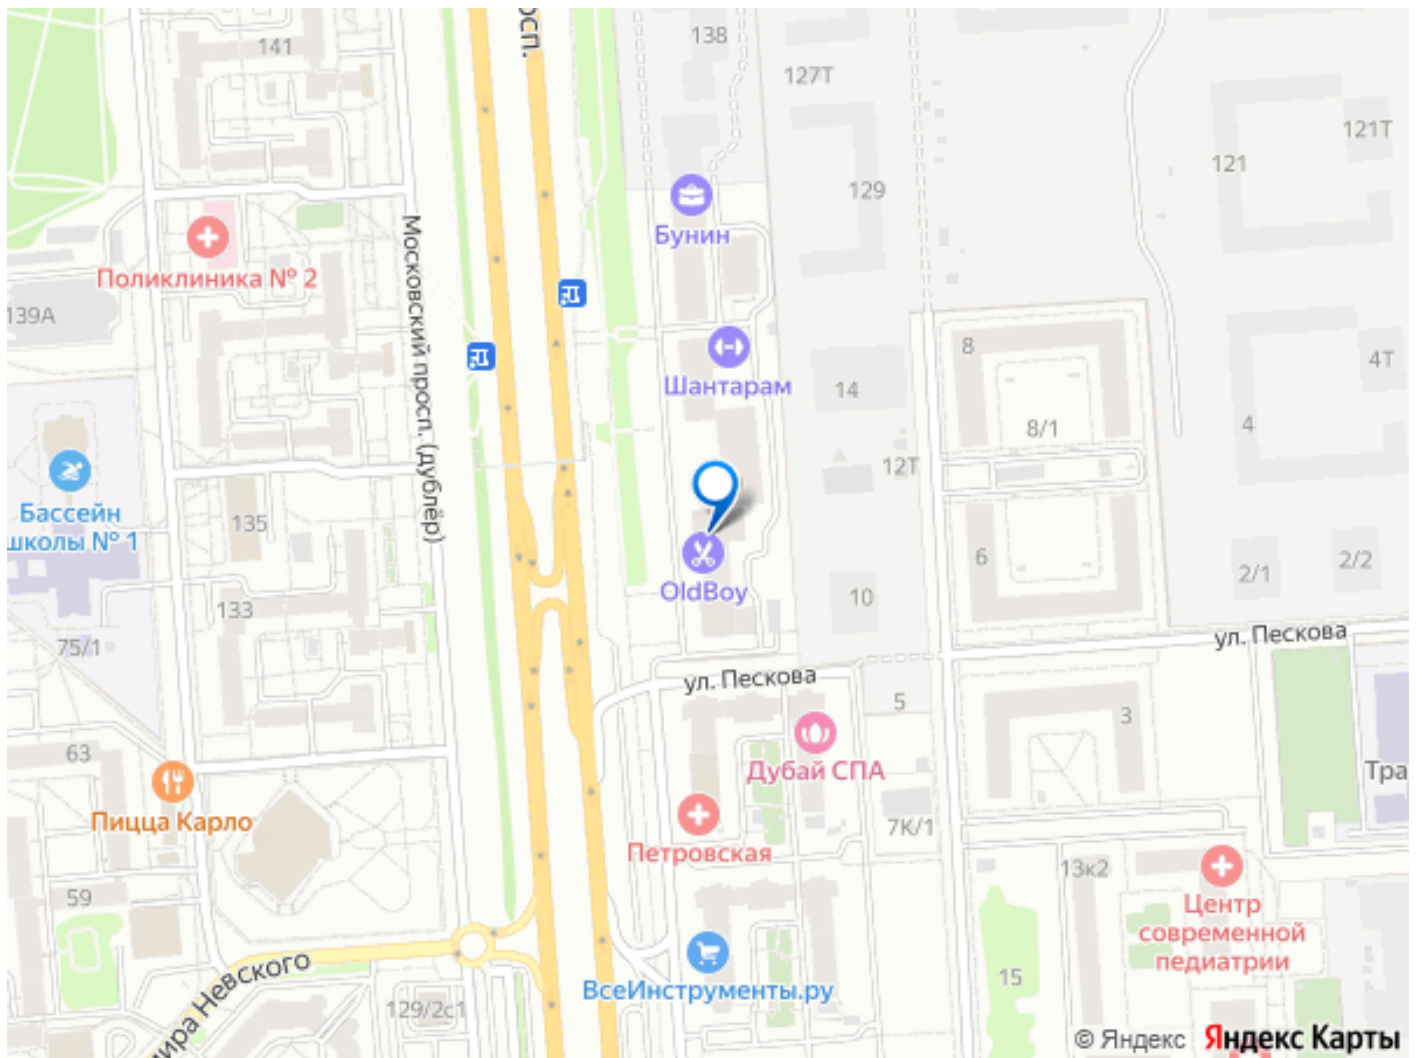 осп.
141
138
127Т
121Т
121
129
Бунин
Поликлиника № 2
Московский просп. (дублёр)
139А
8
4Т
Шантарам
14
8/1
4
12Т
Бассейн
школы № 1
135
6
2/2
2/1
OldBoy
10
133
75/1
ул. Пескова
ул. Пескова
5
3
63
Дубай СПА
Тра
Пицца Карло
7К/1
Петровская
13к2
59
Центр
современной
педиатрии
15
ВсеИнструменты.ру
129/2с1
мира Невского
© Яндекс Яндекс Карты